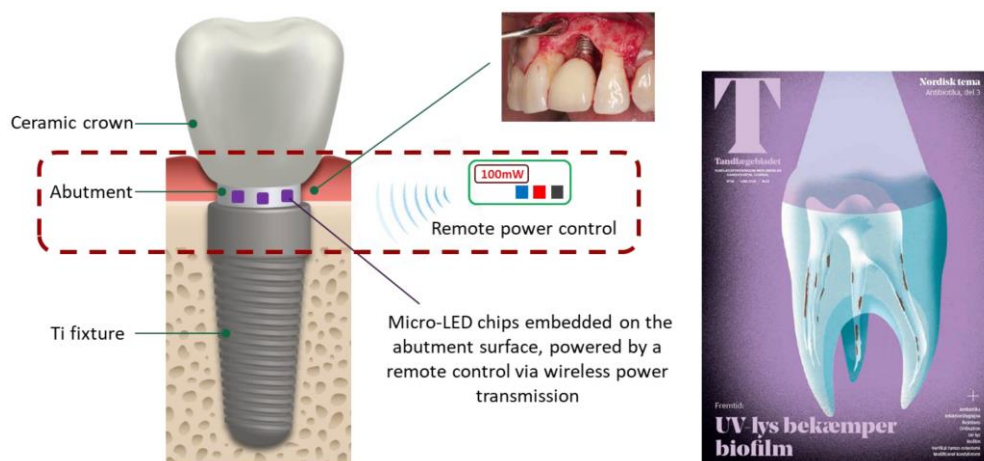 Ceramic crown
Abutment
Ti fixture
100mW
Remote power control
Micro-LED chips embedded on the
abutment surface, powered by a
remote control via wireless power
transmission
T
Tandlægebladet
Nordisk tema
Antibiotika, del 3
Fremtid:
UV-lys bekæmper
biofilm